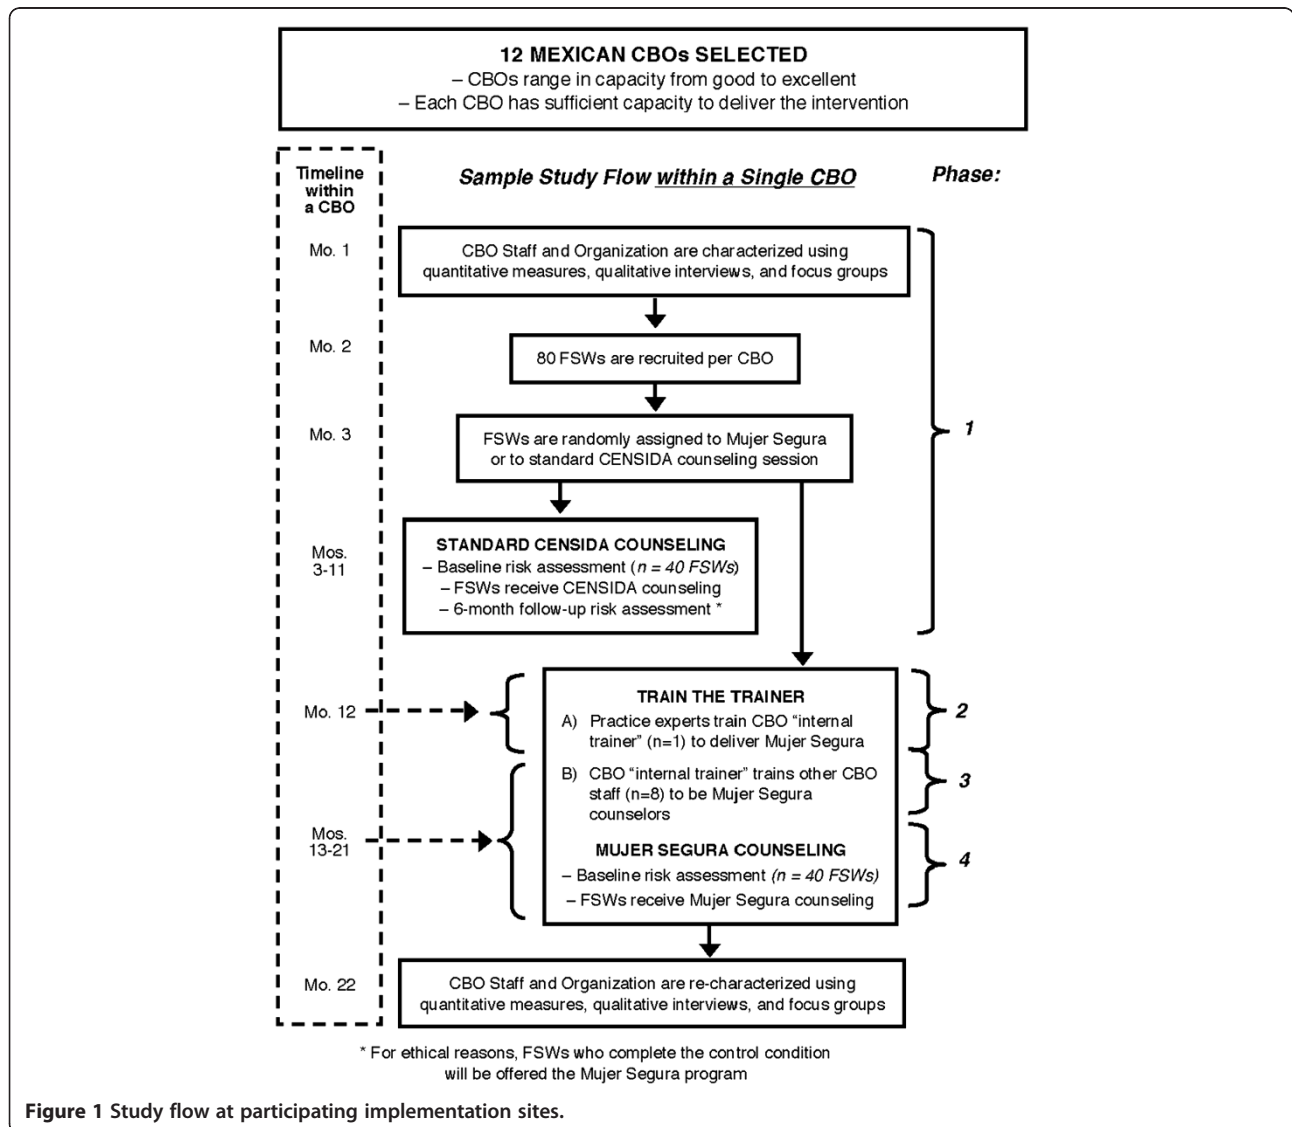 12 MEXICAN CBOs SELECTED
– CBOs range in capacity from good to excellent
– Each CBO has sufficient capacity to deliver the intervention
Timeline
within
a CBO
Sample Study Flow within a Single CBO
Phase:
Mo. 1
CBO Staff and Organization are characterized using
quantitative measures, qualitative interviews, and focus groups
Mo. 2
80 FSWs are recruited per CBO
Mo. 3
FSWs are randomly assigned to Mujer Segura
or to standard CENSIDA counseling session
1
Mos.
3-11
STANDARD CENSIDA COUNSELING
– Baseline risk assessment (n = 40 FSWs)
– FSWs receive CENSIDA counseling
– 6-month follow-up risk assessment *
Mo. 12
TRAIN THE TRAINER
A) Practice experts train CBO “internal
trainer” (n=1) to deliver Mujer Segura
2
B) CBO “internal trainer” trains other CBO
staff (n=8) to be Mujer Segura
counselors
3
Mos.
13-21
MUJER SEGURA COUNSELING
– Baseline risk assessment (n = 40 FSWs)
– FSWs receive Mujer Segura counseling
4
Mo. 22
CBO Staff and Organization are re-characterized using
quantitative measures, qualitative interviews, and focus groups
* For ethical reasons, FSWs who complete the control condition
will be offered the Mujer Segura program
Figure 1 Study flow at participating implementation sites.